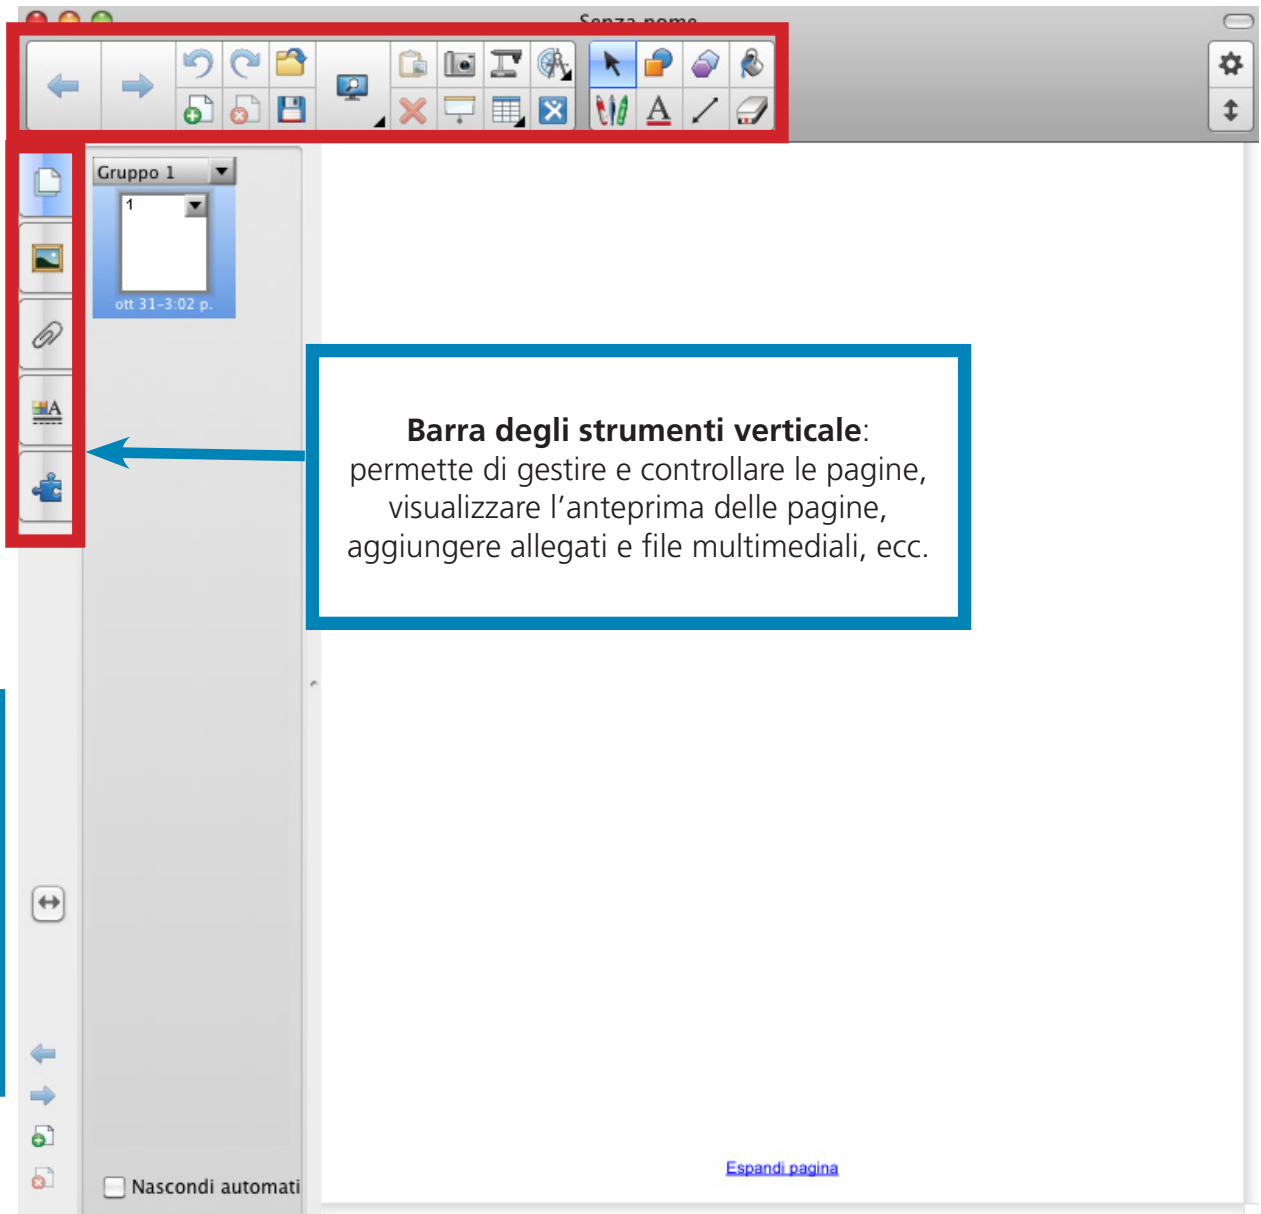 Senza nome
Gruppo 1
1
ott 31-3:02 p.
Barra degli strumenti verticale:
permette di gestire e controllare le pagine,
visualizzare l’anteprima delle pagine,
aggiungere allegati e file multimediali, ecc.
Espandi pagina
Nascondi automati